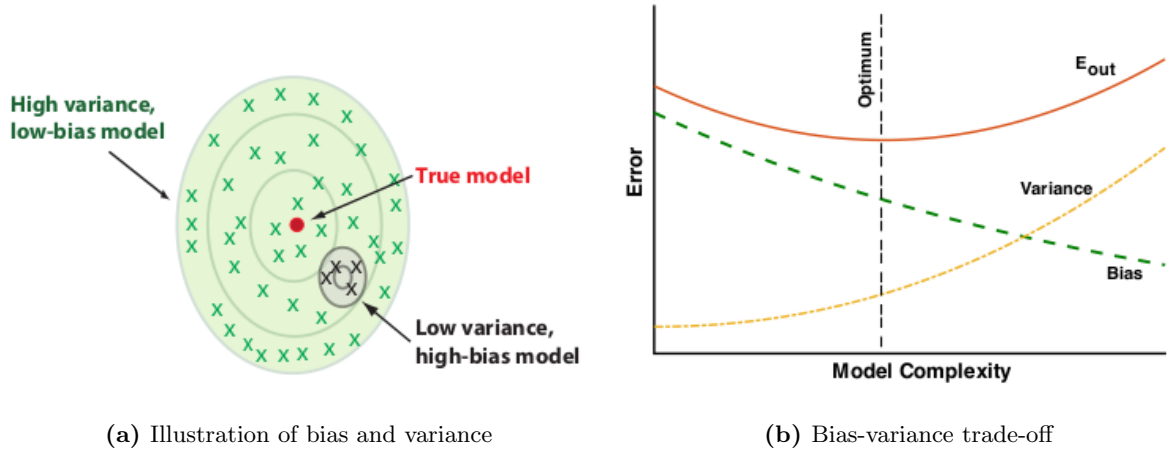 High variance,
low-bias model
True model
Low variance,
high-bias model
(a) Illustration of bias and variance
Error
Optimum
E_out
Variance
Bias
Model Complexity
(b) Bias-variance trade-off